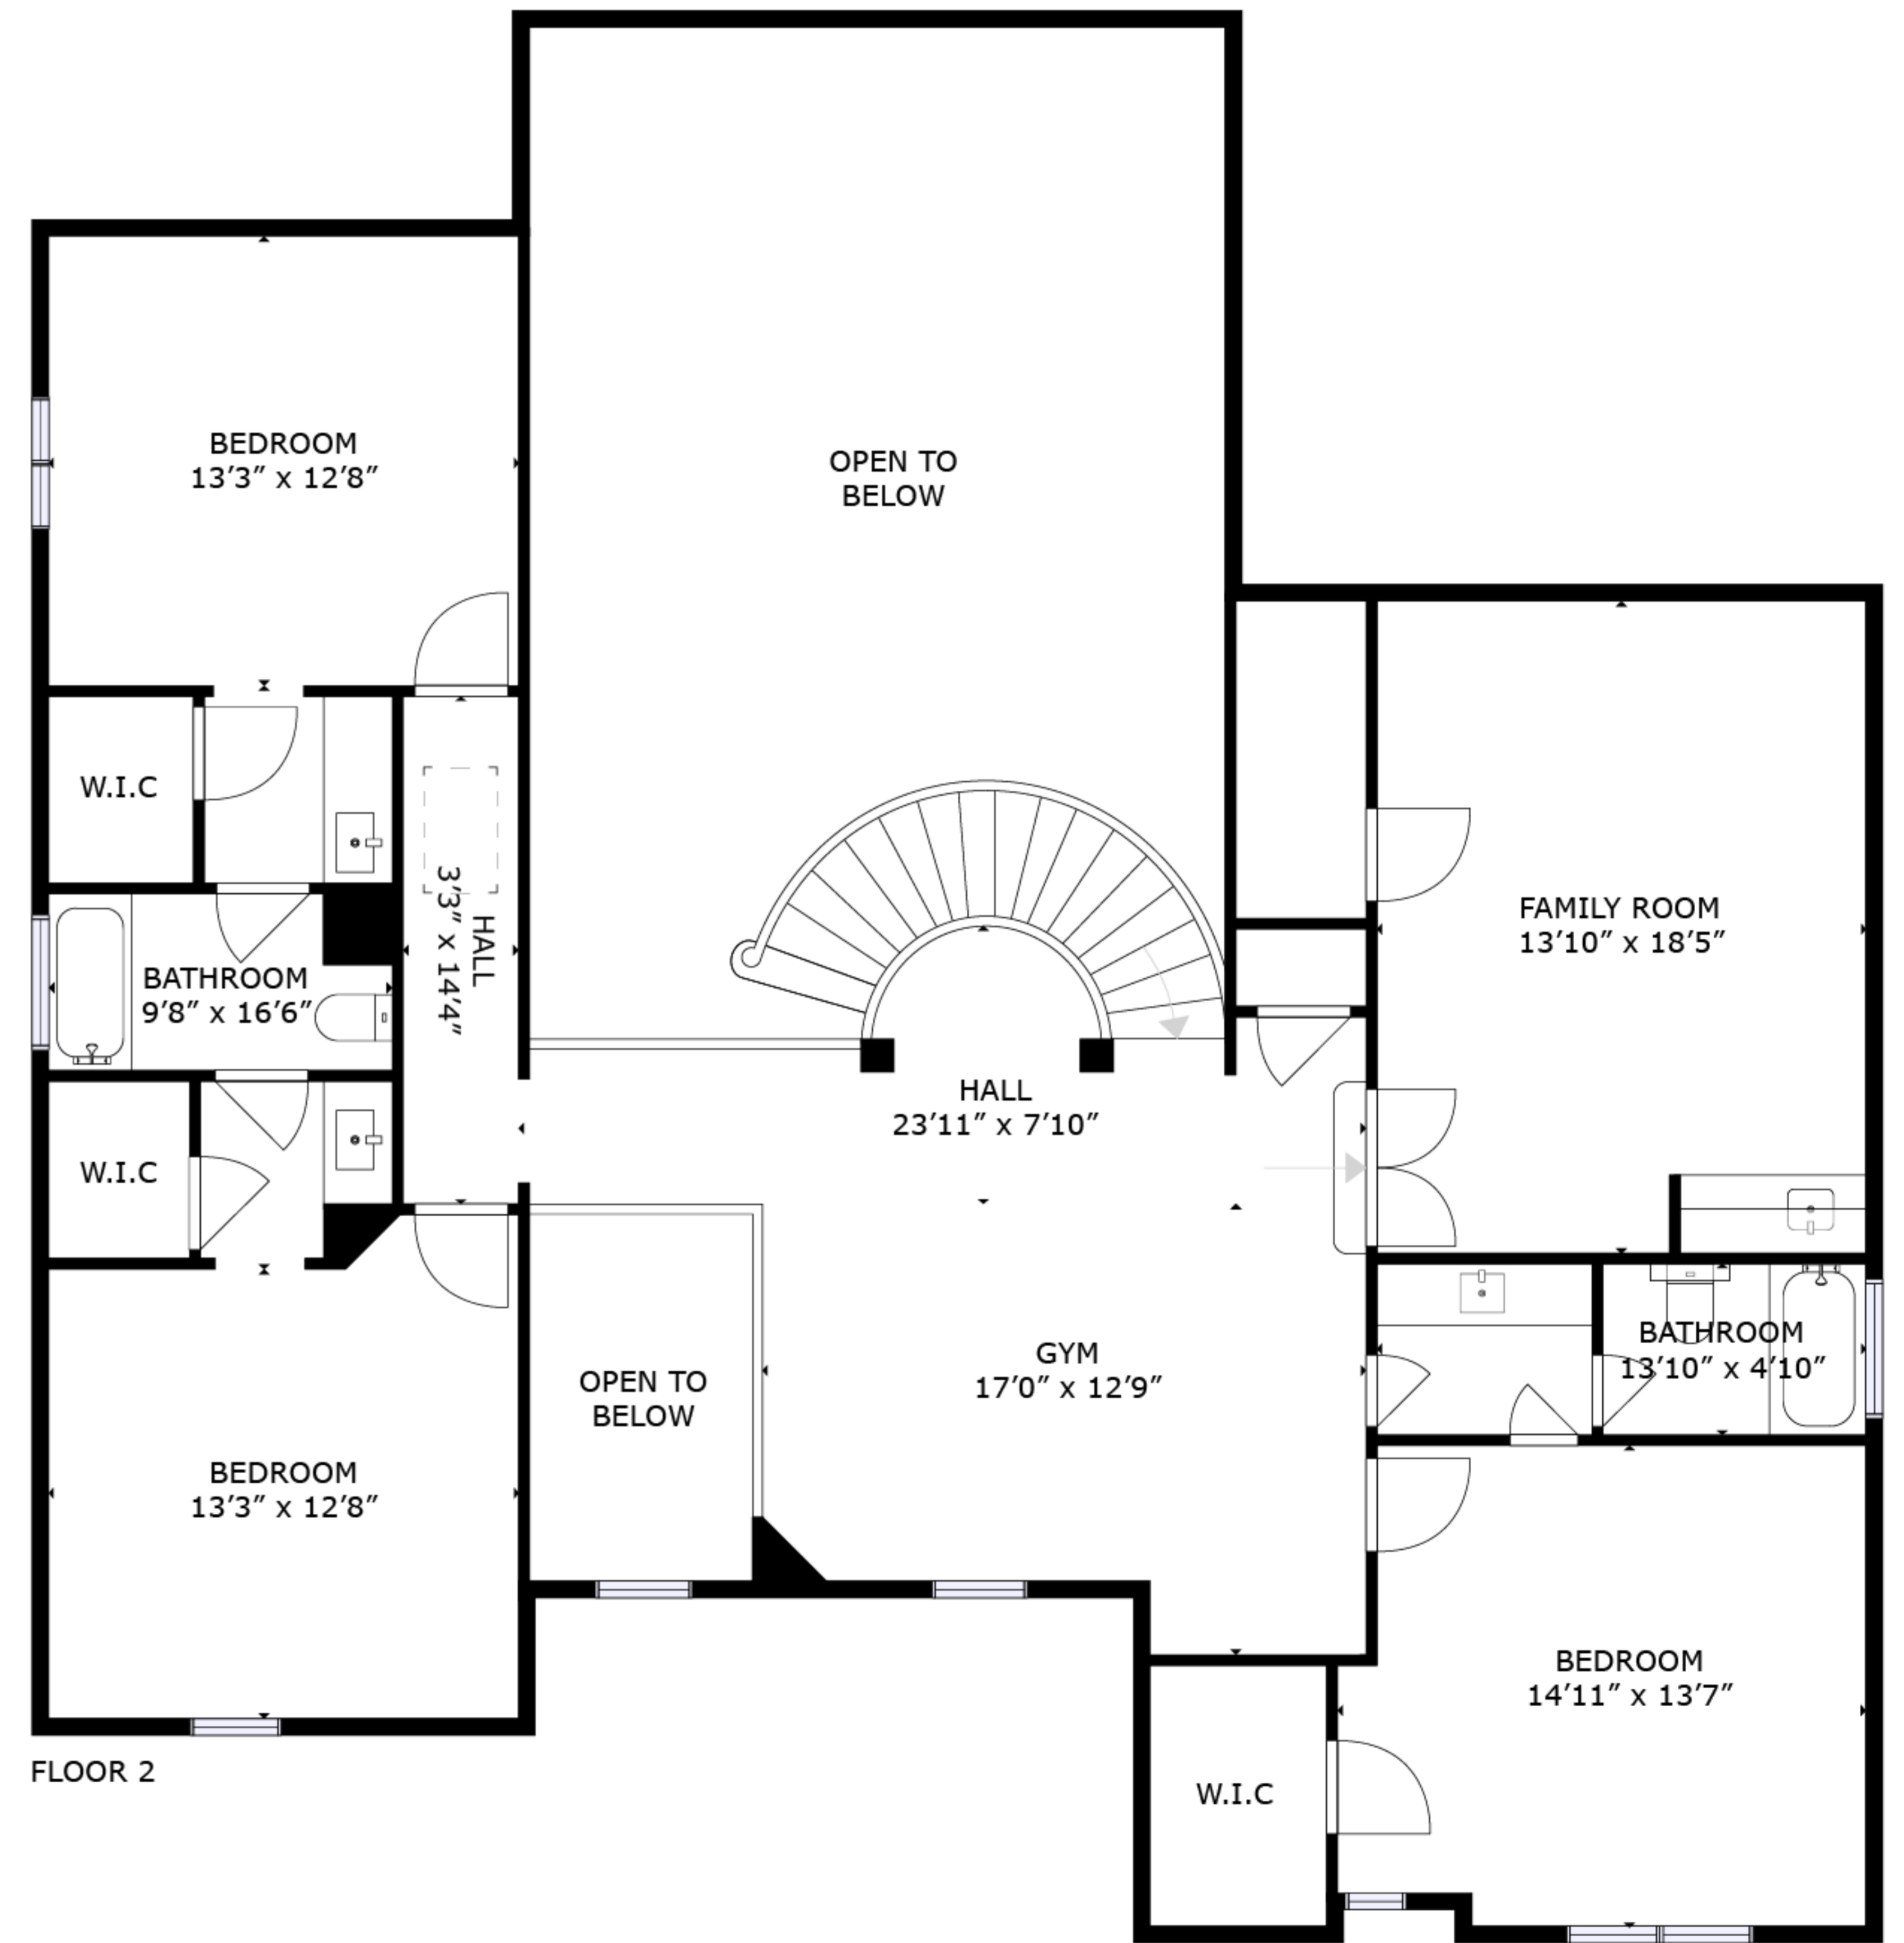 BEDROOM
13′3″ x 12′8″
OPEN TO
BELOW
W.I.C
HALL
3′3″ x 14′4″
FAMILY ROOM
13′10″ x 18′5″
BATHROOM
9′8″ x 16′6″
HALL
23′11″ x 7′10″
W.I.C
BATHROOM
13′10″ x 4′10″
GYM
17′0″ x 12′9″
OPEN TO
BELOW
BEDROOM
13′3″ x 12′8″
BEDROOM
14′11″ x 13′7″
FLOOR 2
W.I.C